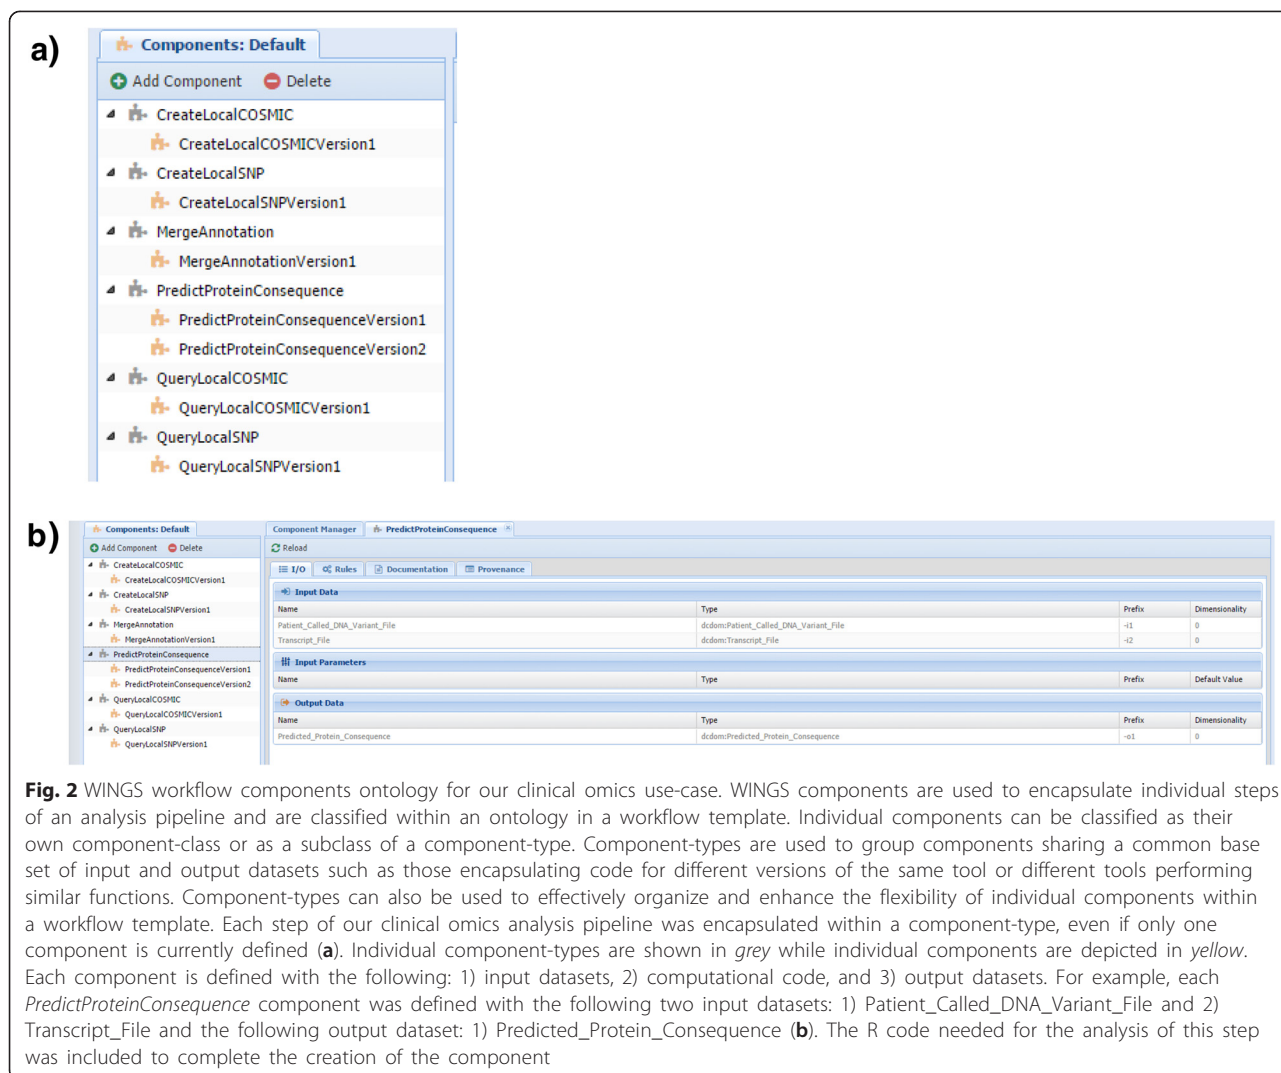 a)
Components: Default
Add Component Delete
CreateLocalCOSMIC
CreateLocalCOSMICVersion1
CreateLocalSNP
CreateLocalSNPVersion1
MergeAnnotation
MergeAnnotationVersion1
PredictProteinConsequence
PredictProteinConsequenceVersion1
PredictProteinConsequenceVersion2
QueryLocalCOSMIC
QueryLocalCOSMICVersion1
QueryLocalSNP
QueryLocalSNPVersion1
b)
Components: Default
Add Component Delete
CreateLocalCOSMIC
CreateLocalCOSMICVersion1
CreateLocalSNP
CreateLocalSNPVersion1
MergeAnnotation
MergeAnnotationVersion1
PredictProteinConsequence
PredictProteinConsequenceVersion1
PredictProteinConsequenceVersion2
QueryLocalCOSMIC
QueryLocalCOSMICVersion1
QueryLocalSNP
QueryLocalSNPVersion1
Component Manager PredictProteinConsequence
Reload
I/O Rules Documentation Provenance
Input Data
Name Type Prefix Dimensionality
Patient_Called_DNA_Variant_File dcdom:Patient_Called_DNA_Variant_File -i1 0
Transcript_File dcdom:Transcript_File -i2 0
Input Parameters
Name Type Prefix Default Value
Output Data
Name Type Prefix Dimensionality
Predicted_Protein_Consequence dcdom:Predicted_Protein_Consequence -o1 0
Fig. 2 WINGS workflow components ontology for our clinical omics use-case. WINGS components are used to encapsulate individual steps
of an analysis pipeline and are classified within an ontology in a workflow template. Individual components can be classified as their
own component-class or as a subclass of a component-type. Component-types are used to group components sharing a common base
set of input and output datasets such as those encapsulating code for different versions of the same tool or different tools performing
similar functions. Component-types can also be used to effectively organize and enhance the flexibility of individual components within
a workflow template. Each step of our clinical omics analysis pipeline was encapsulated within a component-type, even if only one
component is currently defined (a). Individual component-types are shown in grey while individual components are depicted in yellow.
Each component is defined with the following: 1) input datasets, 2) computational code, and 3) output datasets. For example, each
PredictProteinConsequence component was defined with the following two input datasets: 1) Patient_Called_DNA_Variant_File and 2)
Transcript_File and the following output dataset: 1) Predicted_Protein_Consequence (b). The R code needed for the analysis of this step
was included to complete the creation of the component